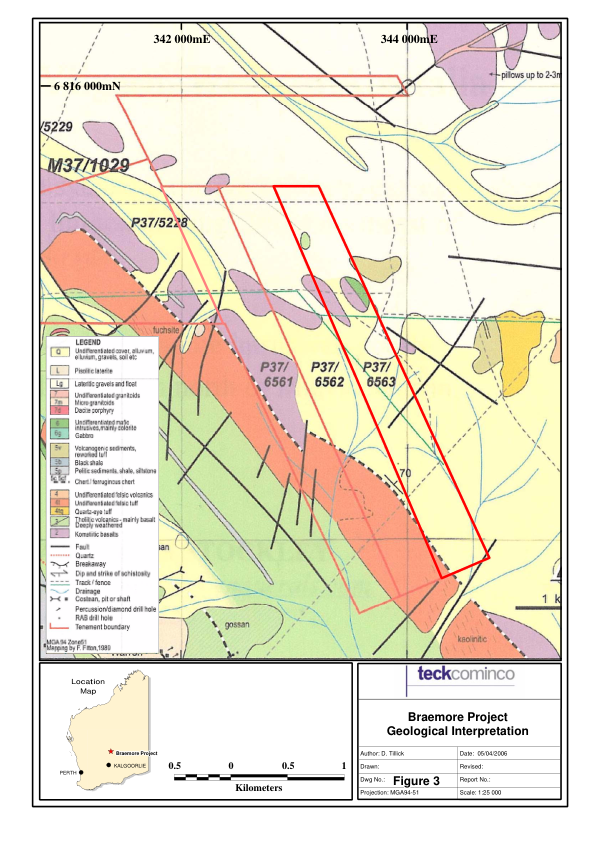 342 000mE
344 000mE
6 816 000mN
pillows up to 2-3m
/5229
M37/1029
P37/5228
fuchsite
P37/
6561
P37/
6562
P37/
6563
70
LEGEND
Q Undifferentiated cover, alluvium,
eluvium, gravels, soil etc
L Pisolitic laterite
Lg Lateritic gravels and float
Undifferentiated granitoids
Micro granitoids
Dacite porphyry
Undifferentiated mafic
intrusives,mainly dolerite
Gabbro
Volcanogenic sediments,
reworked tuff
Black shale
Pelitic sediments, shale, siltstone
Chert / ferruginous chert
Undifferentiated felsic volcanics
Undifferentiated felsic tuff
Quartz-eye tuff
Tholiitic volcanics - mainly basalt
Deeply weathered
Komatiitic basalts
Fault
Quartz
Breakaway
Dip and strike of schistosity
Track / fence
Drainage
Costean, pit or shaft
Percussion/diamond drill hole
RAB drill hole
Tenement boundary
MGA 94 Zone51
Mapping by F. Fitton,1989
gossan
kaolinitic
1 k
Location
Map
Braemore Project
KALGOORLIE
PERTH
0.5 0 0.5 1
Kilometers
teckcominco
Braemore Project
Geological Interpretation
Author: D. Tillick Date: 05/04/2006
Drawn: Revised:
Dwg No.: Figure 3 Report No.:
Projection: MGA94-51 Scale: 1:25 000